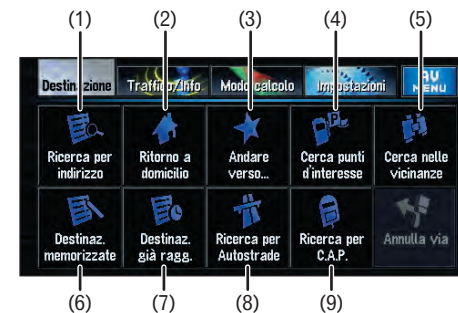 (1) (2) (3) (4) (5)
Destinazione Traffico/Info Modo calcolo Impostazioni AV
MENU
Ricerca per
indirizzo
Ritorno a
domicilio
Andare
verso...
Cerca punti
d'interesse
Cerca nelle
vicinanze
Destinaz.
memorizzate
Destinaz.
già ragg.
Ricerca per
Autostrade
Ricerca per
C.A.P.
Annulla via
(6) (7) (8) (9)